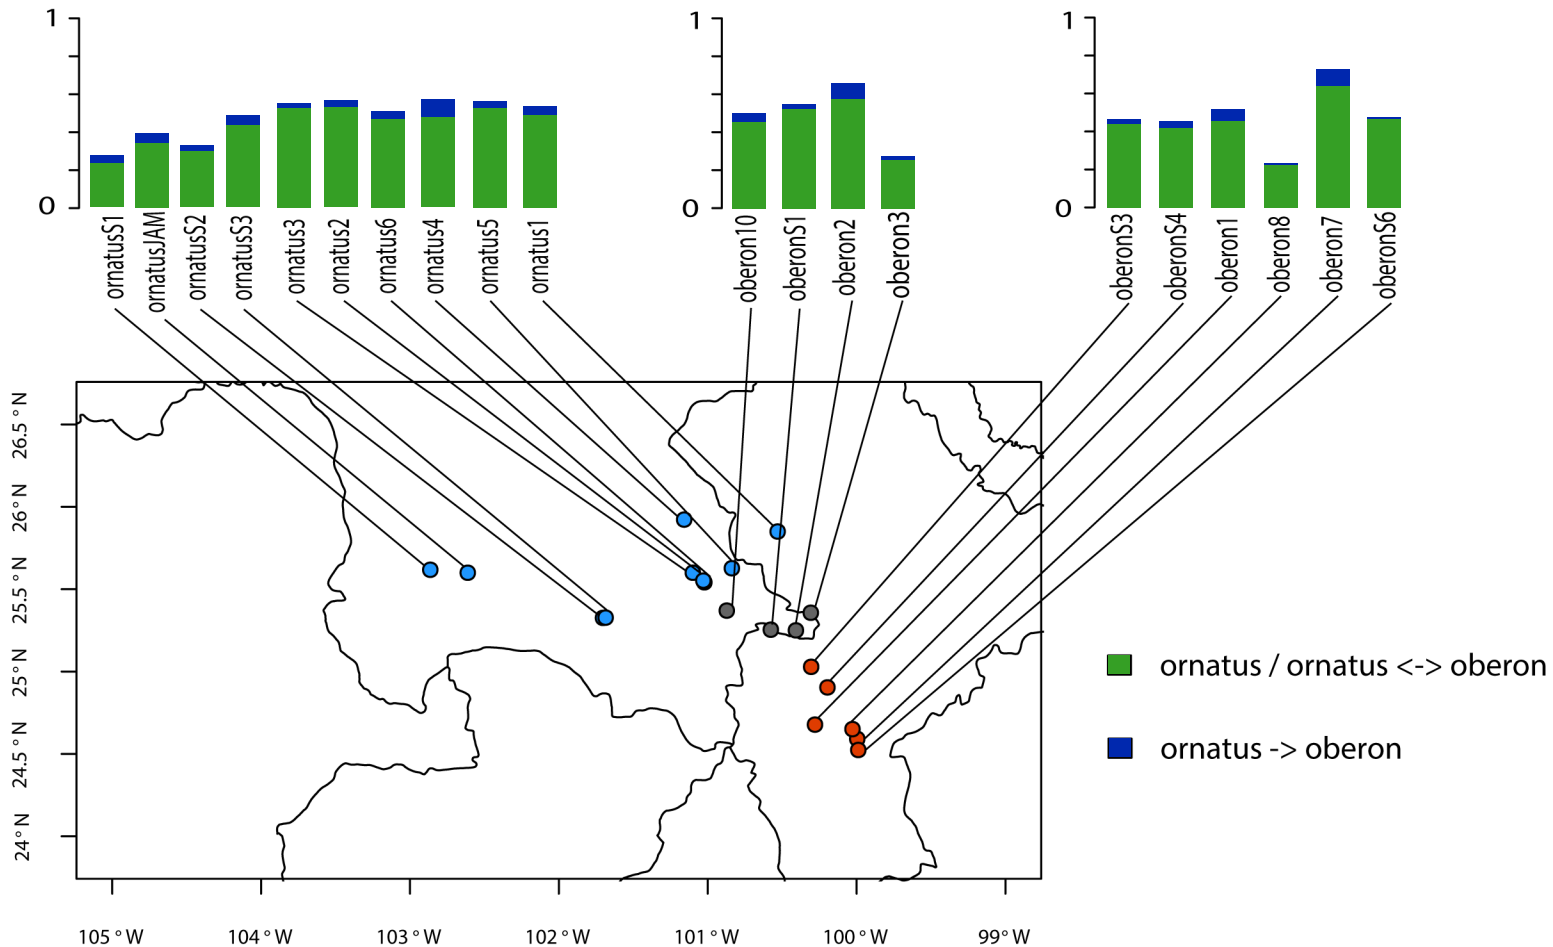 1
0
ornatusS1
ornatusJAM
ornatusS2
ornatusS3
ornatus3
ornatus2
ornatus6
ornatus4
ornatus5
ornatus1
1
0
oberon10
oberonS1
oberon2
oberon3
1
0
oberonS3
oberonS4
oberon1
oberon8
oberon7
oberonS6
26.5°N
26°N
25.5°N
25°N
24.5°N
24°N
105°W
104°W
103°W
102°W
101°W
100°W
99°W
ornatus / ornatus <-> oberon
ornatus -> oberon